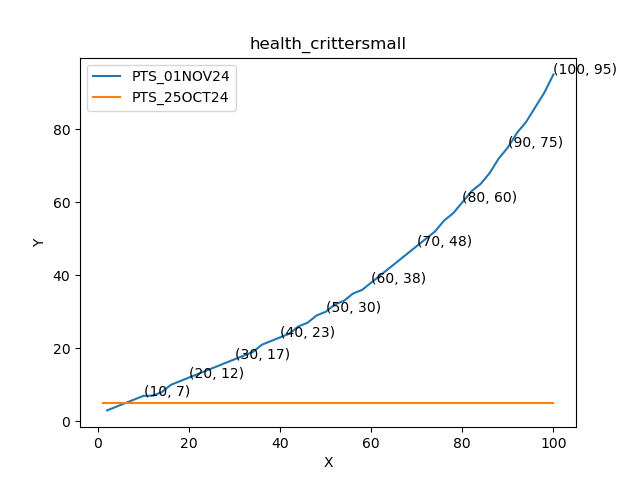 health_crittersmall
PTS_01NOV24
PTS_25OCT24
(100, 95)
(90, 75)
(80, 60)
(70, 48)
(60, 38)
(50, 30)
(40, 23)
(30, 17)
(20, 12)
(10, 7)
Y
80
60
40
20
0
0 20 40 60 80 100
X